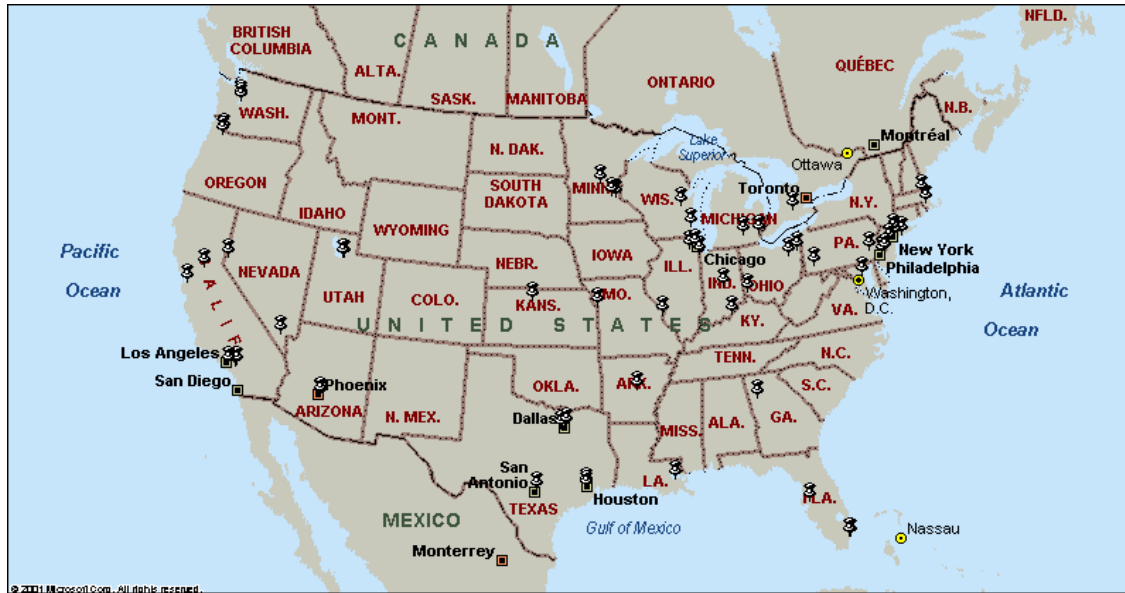 NFLD.
BRITISH
COLUMBIA
CANADA
QUÉBEC
ALTA.
ONTARIO
SASK.
MANITOBA
N.B.
WASH.
MONT.
Montréal
Lake
Superior
N. DAK.
Ottawa
OREGON
MINN.
SOUTH
DAKOTA
WIS.
Toronto
N.Y.
IDAHO
MICHIGAN
WYOMING
Pacific
Ocean
IOWA
PA.
New York
Philadelphia
NEVADA
NEBR.
ILL.
Chicago
IND.
OHIO
Washington,
D.C.
Atlantic
Ocean
UTAH
COLO.
KANS.
MO.
VA.
CALIF
UNITED STATES
KY.
Los Angeles
TENN.
N.C.
San Diego
Phoenix
OKLA.
ARK.
S.C.
ARIZONA
N. MEX.
Dallas
MISS.
ALA.
GA.
San
Antonio
LA.
Houston
FLA.
TEXAS
MEXICO
Gulf of Mexico
Nassau
Monterrey
© 2001 Microsoft Corp. All rights reserved.